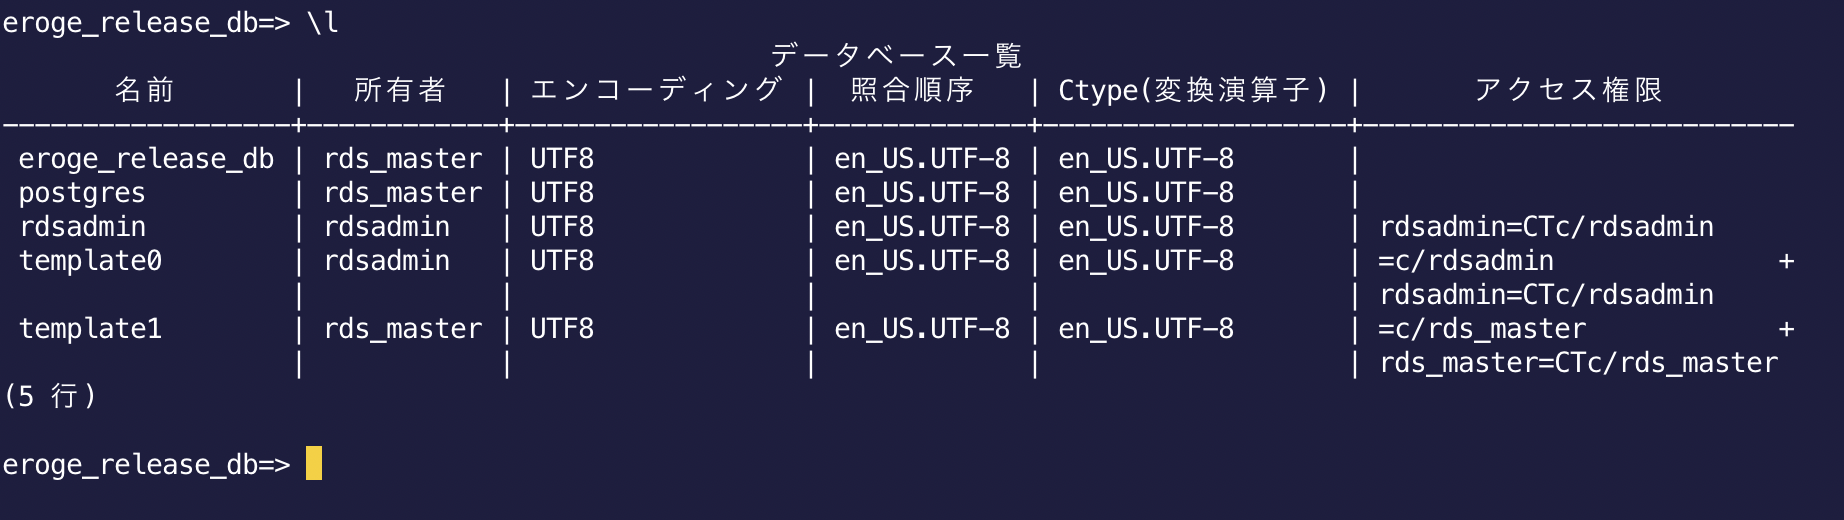 eroge_release_db=> \l
データベース一覧
名前 | 所有者 | エンコーディング | 照合順序 | Ctype(変換演算子) | アクセス権限
------------------+------------+------------------+-------------+-------------------+---------------------------
eroge_release_db | rds_master | UTF8 | en_US.UTF-8 | en_US.UTF-8 |
postgres | rds_master | UTF8 | en_US.UTF-8 | en_US.UTF-8 |
rdsadmin | rdsadmin | UTF8 | en_US.UTF-8 | en_US.UTF-8 | rdsadmin=CTc/rdsadmin
template0 | rdsadmin | UTF8 | en_US.UTF-8 | en_US.UTF-8 | =c/rdsadmin +
| | | | | rdsadmin=CTc/rdsadmin
template1 | rds_master | UTF8 | en_US.UTF-8 | en_US.UTF-8 | =c/rds_master +
| | | | | rds_master=CTc/rds_master
(5 行)
eroge_release_db=>